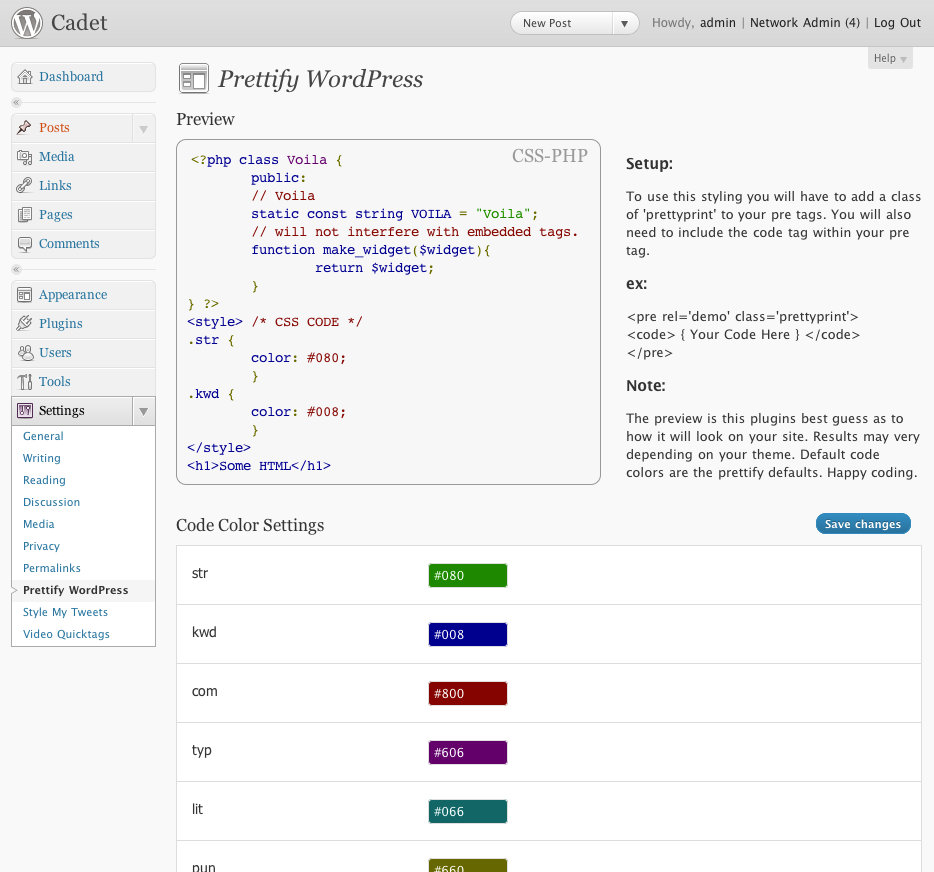 Cadet
New Post
Howdy, admin | Network Admin (4) | Log Out
Help
Dashboard
Posts
Media
Links
Pages
Comments
Appearance
Plugins
Users
Tools
Settings
General
Writing
Reading
Discussion
Media
Privacy
Permalinks
Prettify WordPress
Style My Tweets
Video Quicktags
Prettify WordPress
Preview
CSS-PHP
<?php class Voila {
public:
// Voila
static const string VOILA = "Voila";
// will not interfere with embedded tags.
function make_widget($widget){
return $widget;
}
} ?>
<style> /* CSS CODE */
.str {
color: #080;
}
.kwd {
color: #008;
}
</style>
<h1>Some HTML</h1>
Setup:
To use this styling you will have to add a class
of 'prettyprint' to your pre tags. You will also
need to include the code tag within your pre
tag.
ex:
<pre rel='demo' class='prettyprint'>
<code> { Your Code Here } </code>
</pre>
Note:
The preview is this plugins best guess as to
how it will look on your site. Results may very
depending on your theme. Default code
colors are the prettify defaults. Happy coding.
Code Color Settings
Save changes
str #080
kwd #008
com #800
typ #606
lit #066
pun #660